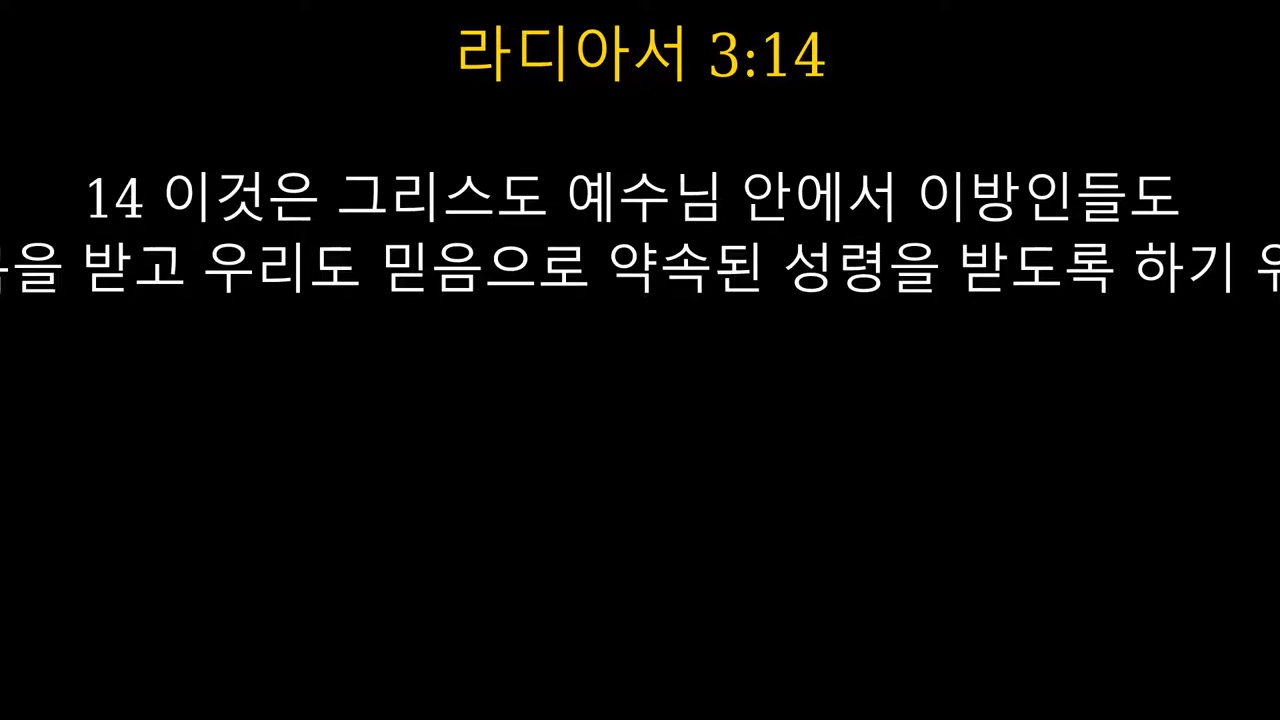 라디아서 3:14
14 이것은 그리스도 예수님 안에서 이방인들도
받고 우리도 믿음으로 약속된 성령을 받도록 하기